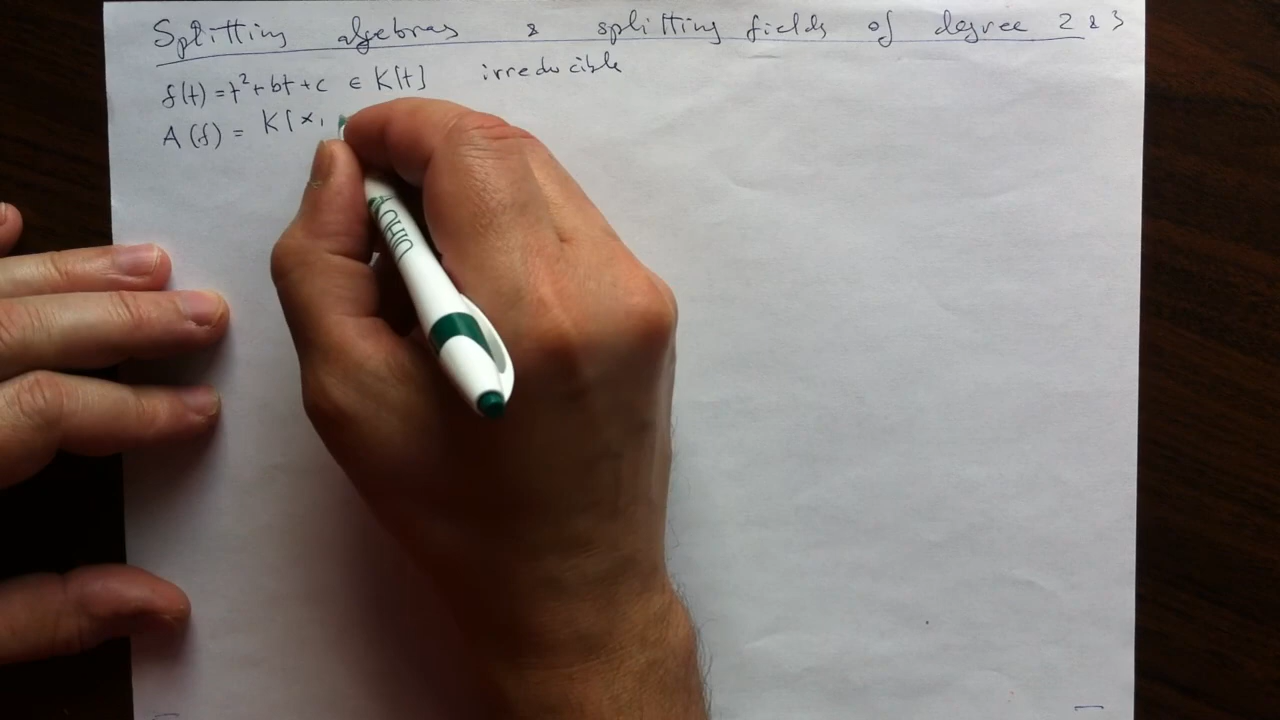 Splitting algebras & splitting fields of degree 2 & 3
f(t) = t² + bt + c ∈ K[t] irreducible
A(f) = K[x,